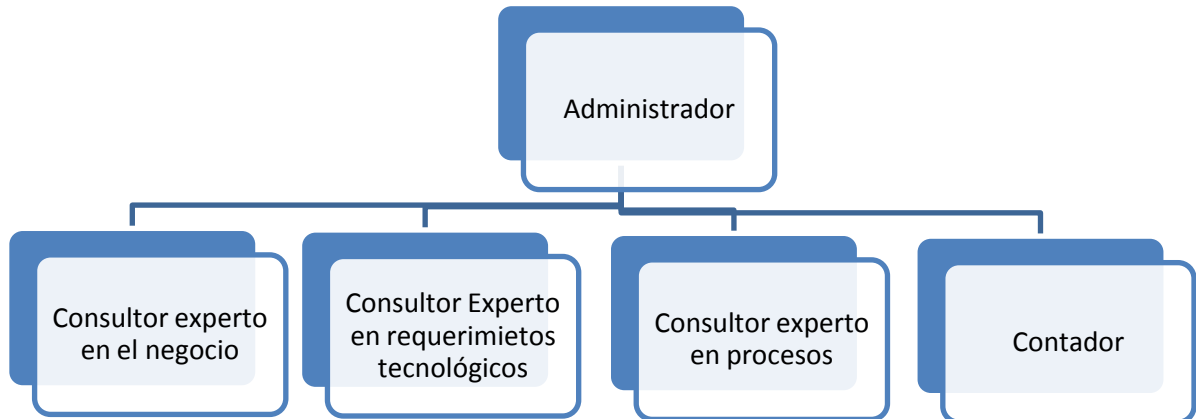 Administrador
Consultor experto
en el negocio
Consultor Experto
en requerimietos
tecnológicos
Consultor experto
en procesos
Contador